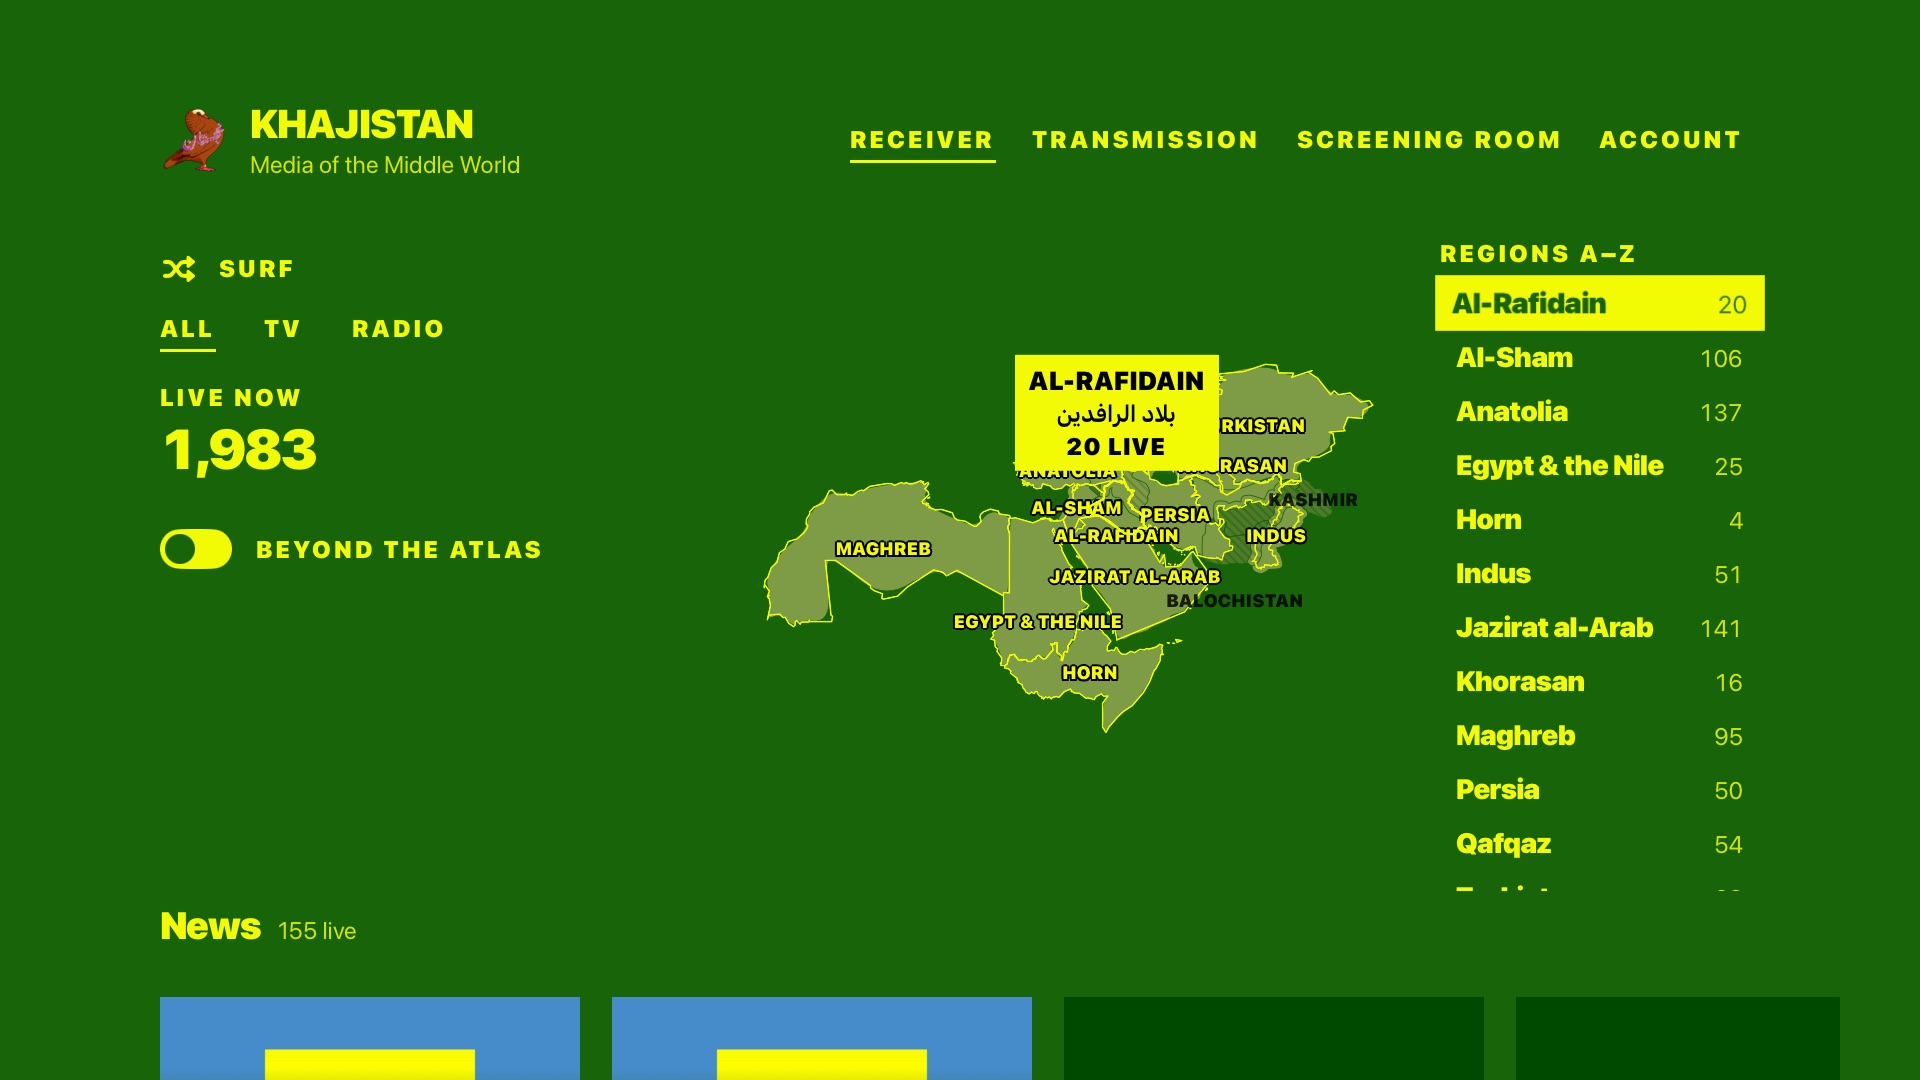 KHAJISTAN
Media of the Middle World
RECEIVER TRANSMISSION SCREENING ROOM ACCOUNT
SURF
ALL TV RADIO
LIVE NOW
1,983
BEYOND THE ATLAS
AL-RAFIDAIN
بلاد الرافدين
20 LIVE
RKISTAN
ANATOLIA
RASAN
KASHMIR
AL-SHAM
PERSIA
AL-RAFIDAIN
INDUS
MAGHREB
JAZIRAT AL-ARAB
BALOCHISTAN
EGYPT & THE NILE
HORN
REGIONS A–Z
Al-Rafidain 20
Al-Sham 106
Anatolia 137
Egypt & the Nile 25
Horn 4
Indus 51
Jazirat al-Arab 141
Khorasan 16
Maghreb 95
Persia 50
Qafqaz 54
News 155 live